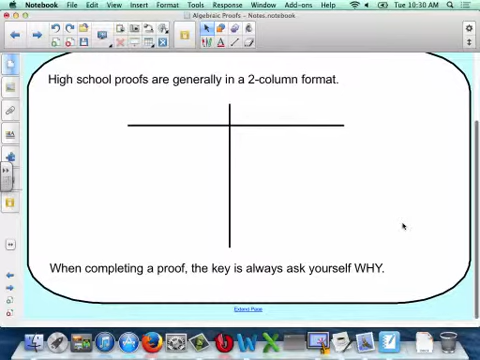 Notebook File Edit View Insert Format Tools Response Window Help Tue 10:30 AM
Algebraic Proofs - Notes.notebook
High school proofs are generally in a 2-column format.
When completing a proof, the key is always ask yourself WHY.
Extend Page